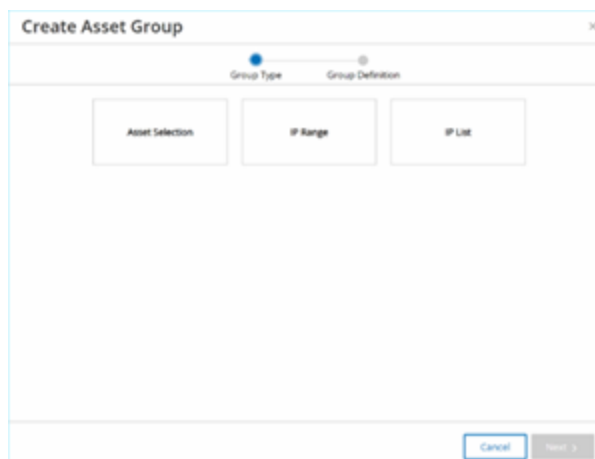 Create Asset Group
Group Type Group Definition
Asset Selection IP Range IP List
Cancel Next